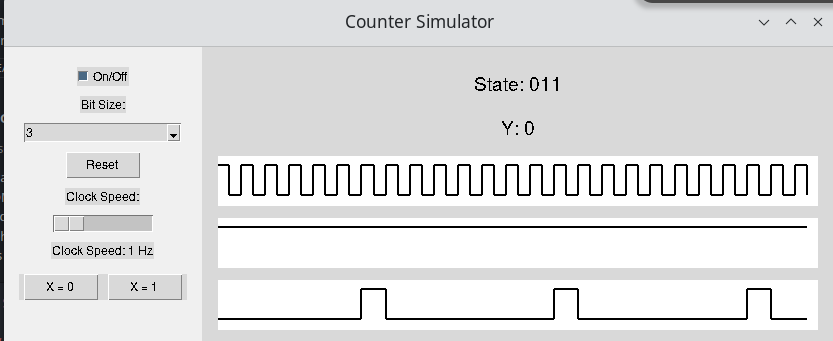 Counter Simulator
On/Off
Bit Size:
3
Reset
Clock Speed:
Clock Speed: 1 Hz
X = 0
X = 1
State: 011
Y: 0